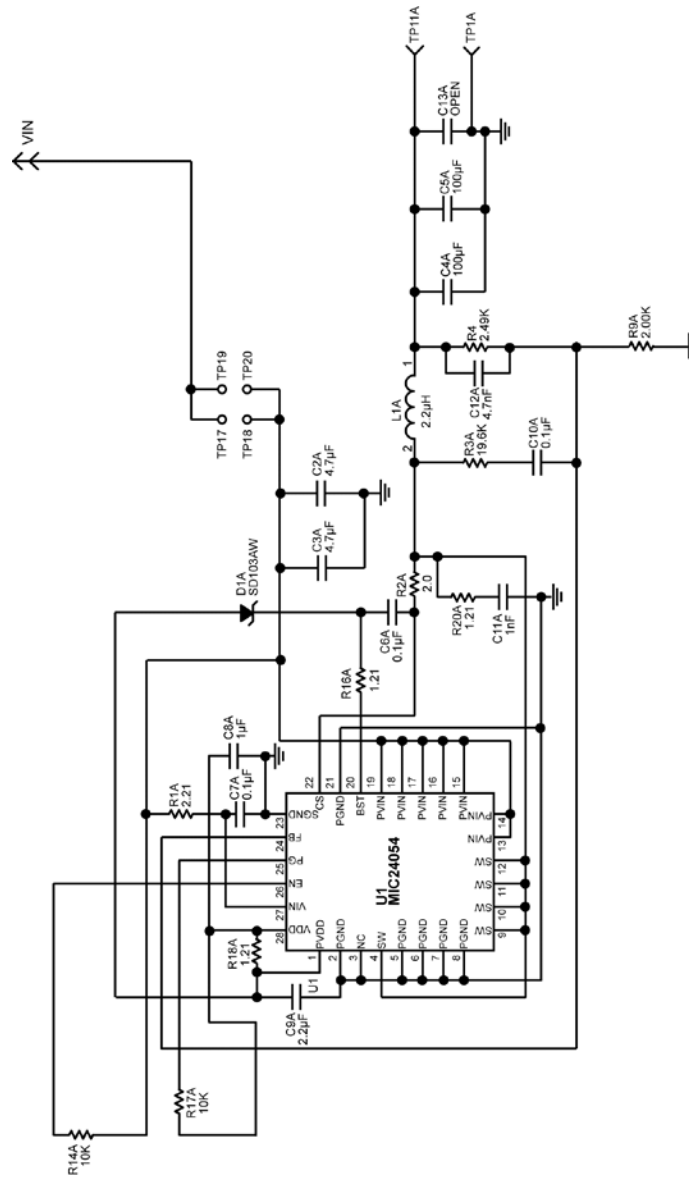 TP11A
TP1A
VIN
C13A
OPEN
C5A
100µF
C4A
100µF
TP19
TP20
TP17
TP18
L1A
2.2µH
1
2
R4
2.49K
C12A
4.7nF
R9A
2.00K
R3A
19.6K
C10A
0.1µF
C2A
4.7µF
C3A
4.7µF
D1A
SD103AW
R2A
2.0
R20A
1.21
C11A
1nF
C6A
0.1µF
R16A
1.21
C8A
1µF
R1A
2.21
C7A
0.1µF
22
21
20
19
18
17
16
15
CS
PGND
BST
PVIN
PVIN
PVIN
PVIN
PVIN
23
24
25
26
27
28
SGND
FB
PG
EN
VIN
VDD
U1
MIC24054
PVIN
PVIN
SW
SW
SW
SW
14
13
12
11
10
9
PVDD
PGND
NC
SW
PGND
PGND
PGND
PGND
1
2
3
4
5
6
7
8
R18A
1.21
U1
C9A
2.2µF
R17A
10K
R14A
10K